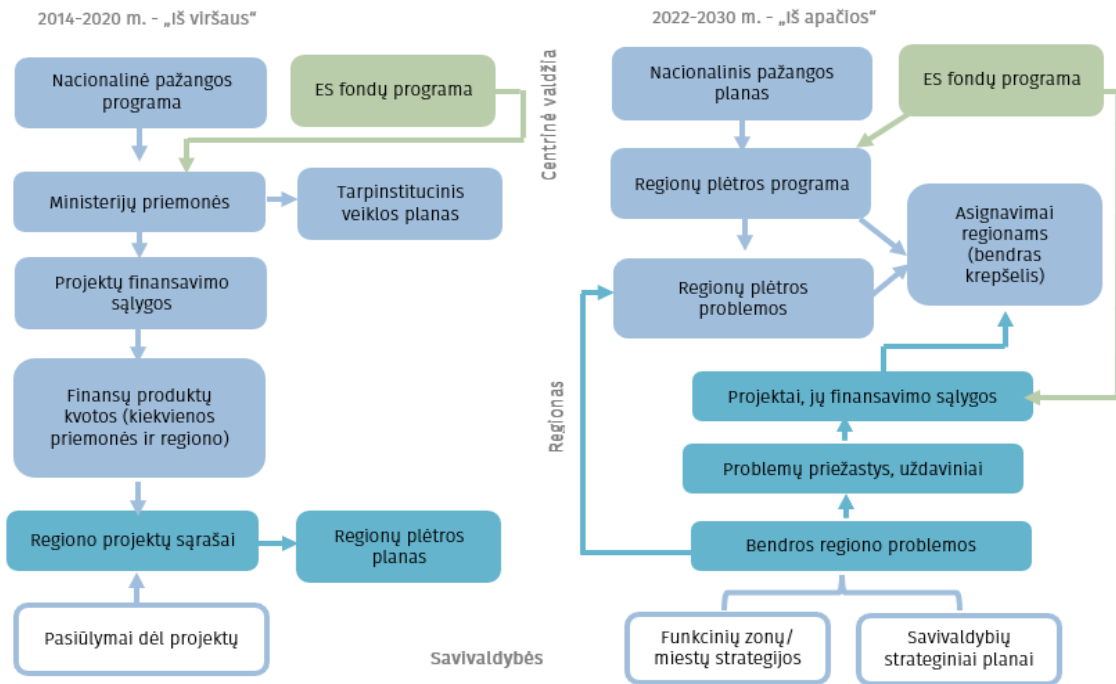 2014-2020 m. - „Iš viršaus“
Nacionalinė pažangos
programa
ES fondų programa
Ministerijų priemonės
Tarpinstitucinis
veiklos planas
Projektų finansavimo
sąlygos
Finansų produktų
kvotos (kiekvienos
priemonės ir regiono)
Regiono projektų sąrašai
Regionų plėtros
planas
Pasiūlymai dėl projektų
Centrinė valdžia
Regionas
Savivaldybės
2022-2030 m. - „Iš apačios“
Nacionalinis pažangos
planas
ES fondų programa
Regionų plėtros programa
Asignavimai
regionams
(bendras
krepšelis)
Regionų plėtros
problemos
Projektai, jų finansavimo sąlygos
Problemų priežastys, uždaviniai
Bendros regiono problemos
Funkcinių zonų/
miestų strategijos
Savivaldybių
strateginiai planai